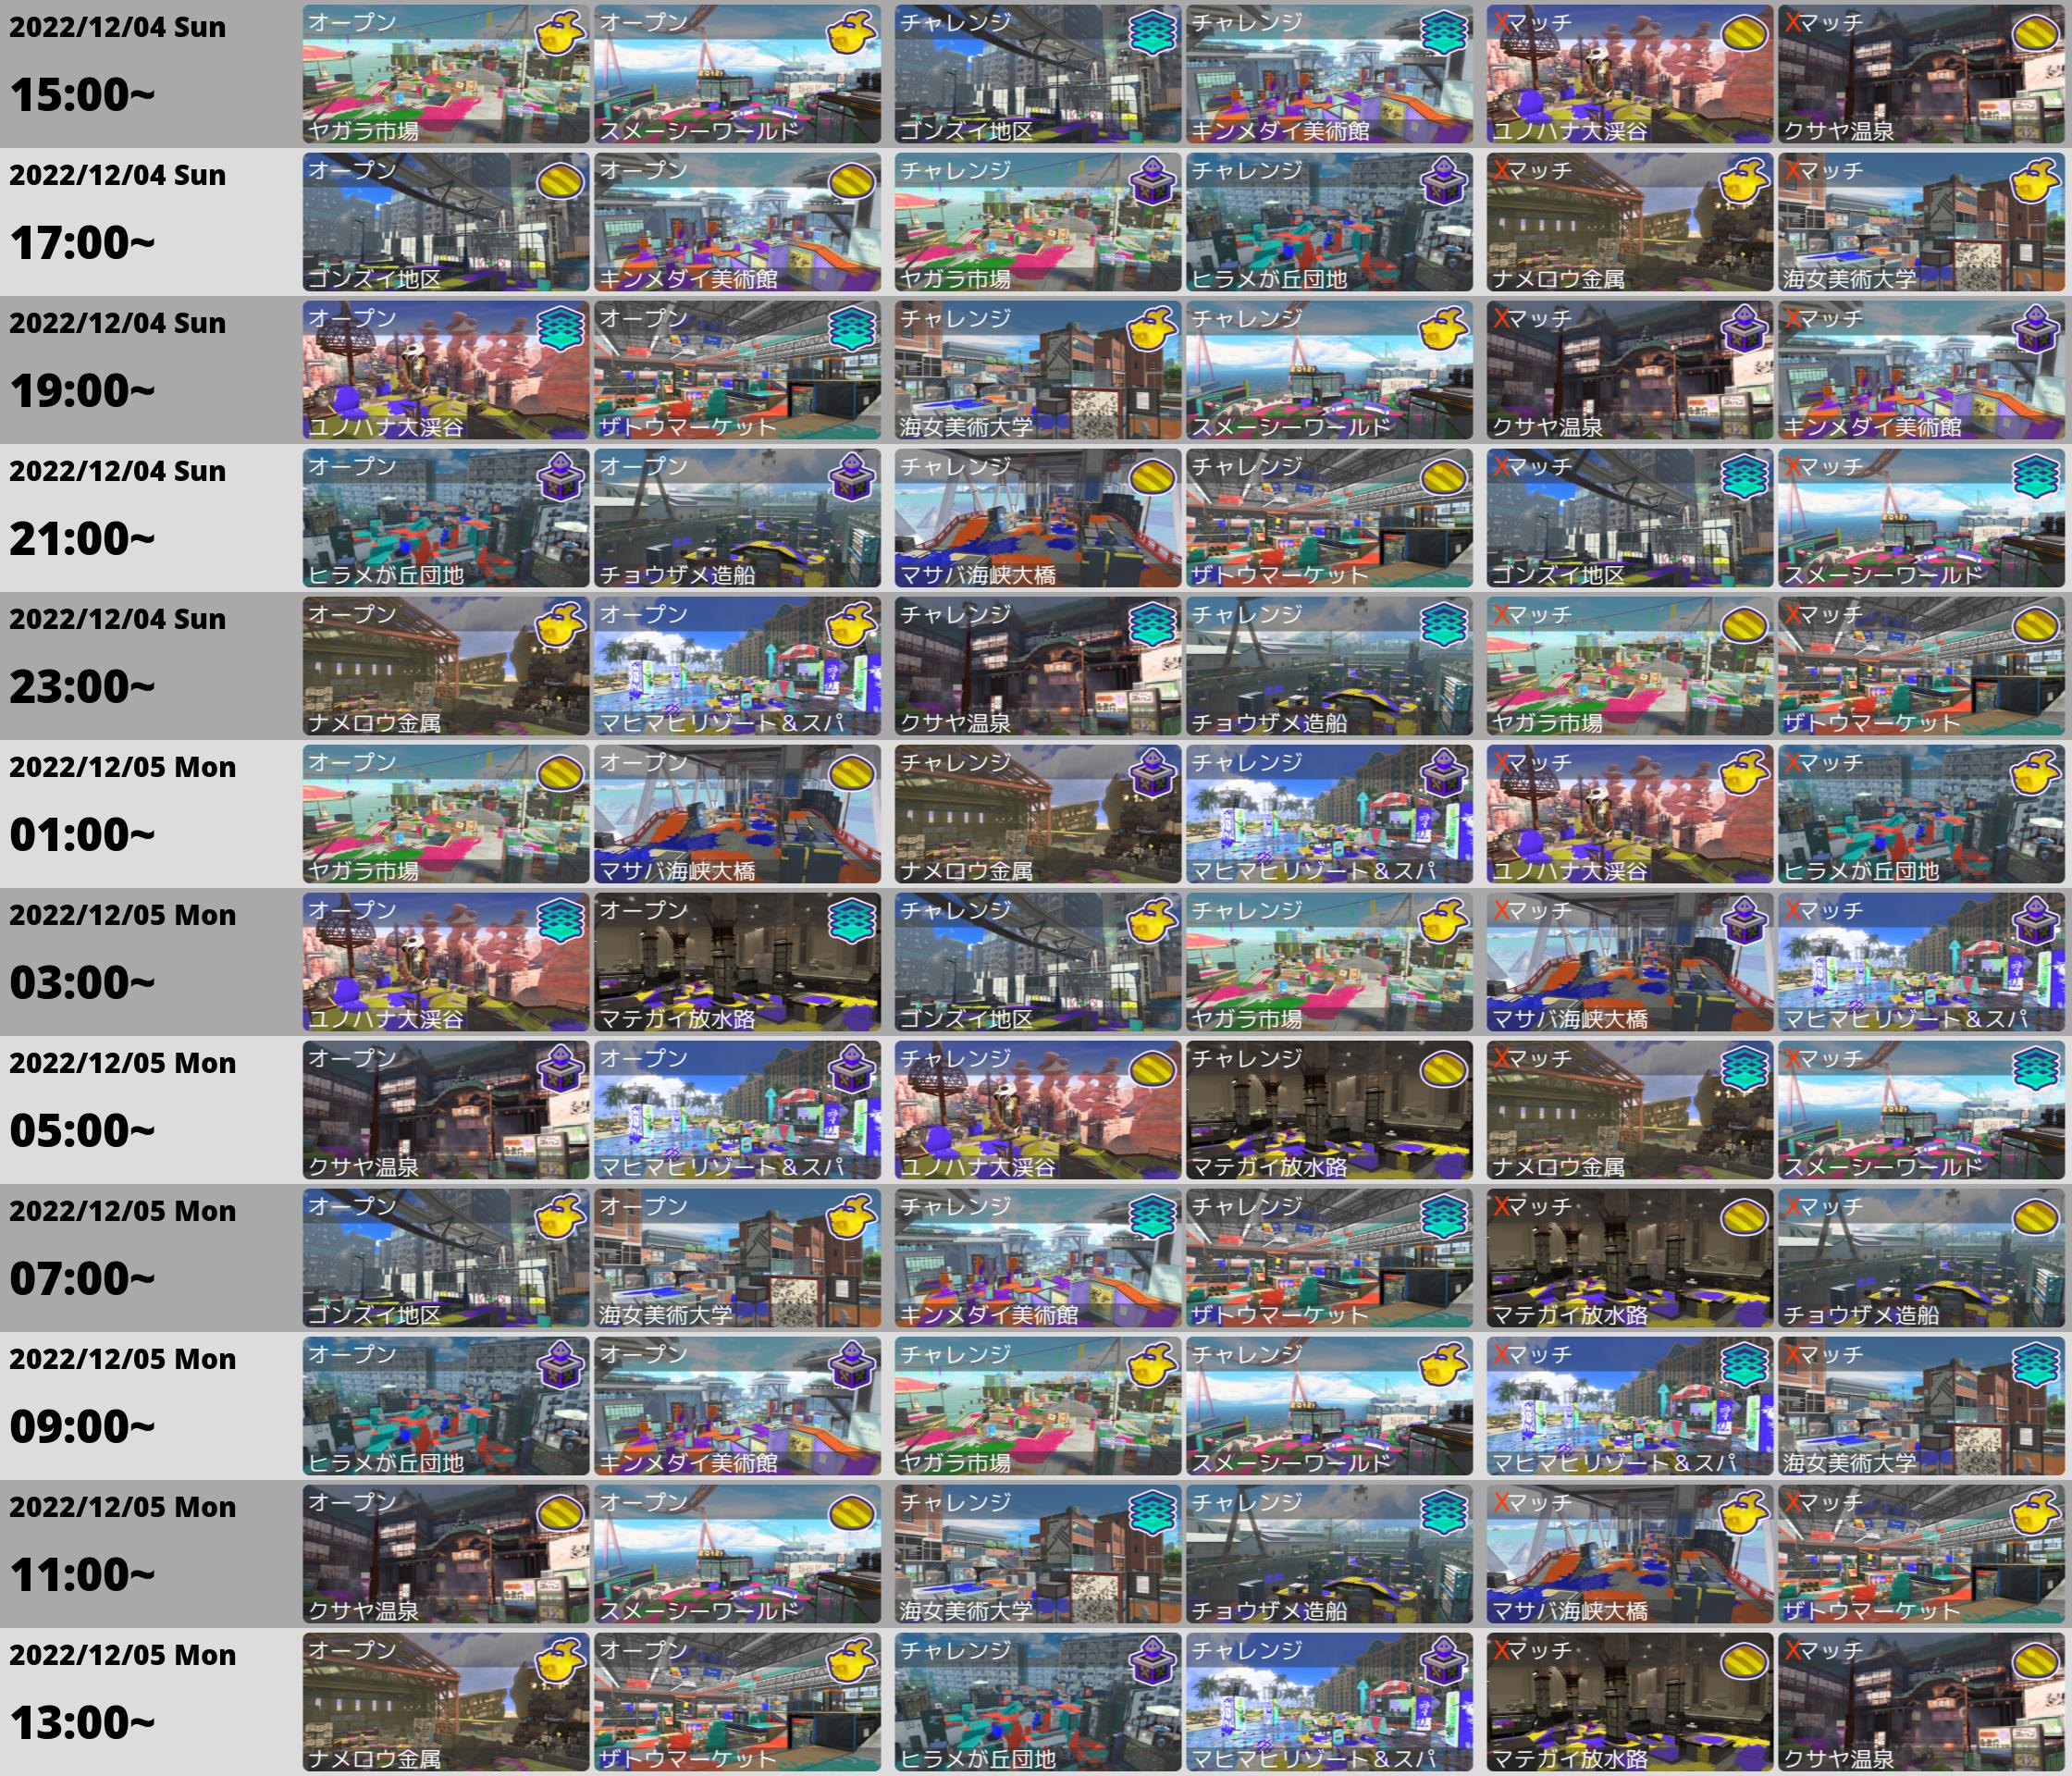 2022/12/04 Sun
15:00~
オープン
オープン
チャレンジ
チャレンジ
Xマッチ
Xマッチ
ヤガラ市場
スメーシーワールド
ゴンズイ地区
キンメダイ美術館
ユノハナ大渓谷
クサヤ温泉
2022/12/04 Sun
17:00~
オープン
オープン
チャレンジ
チャレンジ
Xマッチ
Xマッチ
ゴンズイ地区
キンメダイ美術館
ヤガラ市場
ヒラメが丘団地
ナメロウ金属
海女美術大学
2022/12/04 Sun
19:00~
オープン
オープン
チャレンジ
チャレンジ
Xマッチ
Xマッチ
ユノハナ大渓谷
ザトウマーケット
海女美術大学
スメーシーワールド
クサヤ温泉
キンメダイ美術館
2022/12/04 Sun
21:00~
オープン
オープン
チャレンジ
チャレンジ
Xマッチ
Xマッチ
ヒラメが丘団地
チョウザメ造船
マサバ海峡大橋
ザトウマーケット
ゴンズイ地区
スメーシーワールド
2022/12/04 Sun
23:00~
オープン
オープン
チャレンジ
チャレンジ
Xマッチ
Xマッチ
ナメロウ金属
マヒマヒリゾート＆スパ
クサヤ温泉
チョウザメ造船
ヤガラ市場
ザトウマーケット
2022/12/05 Mon
01:00~
オープン
オープン
チャレンジ
チャレンジ
Xマッチ
Xマッチ
ヤガラ市場
マサバ海峡大橋
ナメロウ金属
マヒマヒリゾート＆スパ
ユノハナ大渓谷
ヒラメが丘団地
2022/12/05 Mon
03:00~
オープン
オープン
チャレンジ
チャレンジ
Xマッチ
Xマッチ
ユノハナ大渓谷
マテガイ放水路
ゴンズイ地区
ヤガラ市場
マサバ海峡大橋
マヒマヒリゾート＆スパ
2022/12/05 Mon
05:00~
オープン
オープン
チャレンジ
チャレンジ
Xマッチ
Xマッチ
クサヤ温泉
マヒマヒリゾート＆スパ
ユノハナ大渓谷
マテガイ放水路
ナメロウ金属
スメーシーワールド
2022/12/05 Mon
07:00~
オープン
オープン
チャレンジ
チャレンジ
Xマッチ
Xマッチ
ゴンズイ地区
海女美術大学
キンメダイ美術館
ザトウマーケット
マテガイ放水路
チョウザメ造船
2022/12/05 Mon
09:00~
オープン
オープン
チャレンジ
チャレンジ
Xマッチ
Xマッチ
ヒラメが丘団地
キンメダイ美術館
ヤガラ市場
スメーシーワールド
マヒマヒリゾート＆スパ
海女美術大学
2022/12/05 Mon
11:00~
オープン
オープン
チャレンジ
チャレンジ
Xマッチ
Xマッチ
クサヤ温泉
スメーシーワールド
海女美術大学
チョウザメ造船
マサバ海峡大橋
ザトウマーケット
2022/12/05 Mon
13:00~
オープン
オープン
チャレンジ
チャレンジ
Xマッチ
Xマッチ
ナメロウ金属
ザトウマーケット
ヒラメが丘団地
マヒマヒリゾート＆スパ
マテガイ放水路
クサヤ温泉